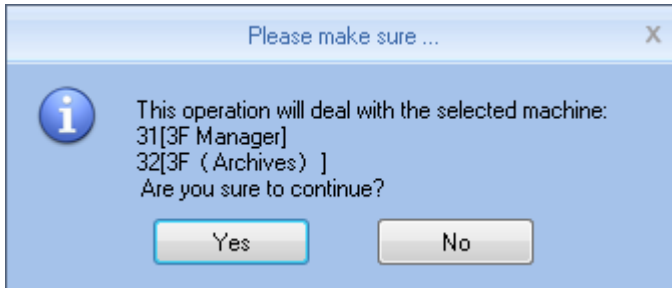 Please make sure ...
X
This operation will deal with the selected machine:
31[3F Manager]
32[3F（Archives）]
Are you sure to continue?
Yes
No